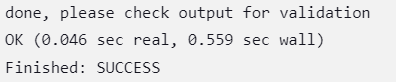 done, please check output for validation
OK (0.046 sec real, 0.559 sec wall)
Finished: SUCCESS